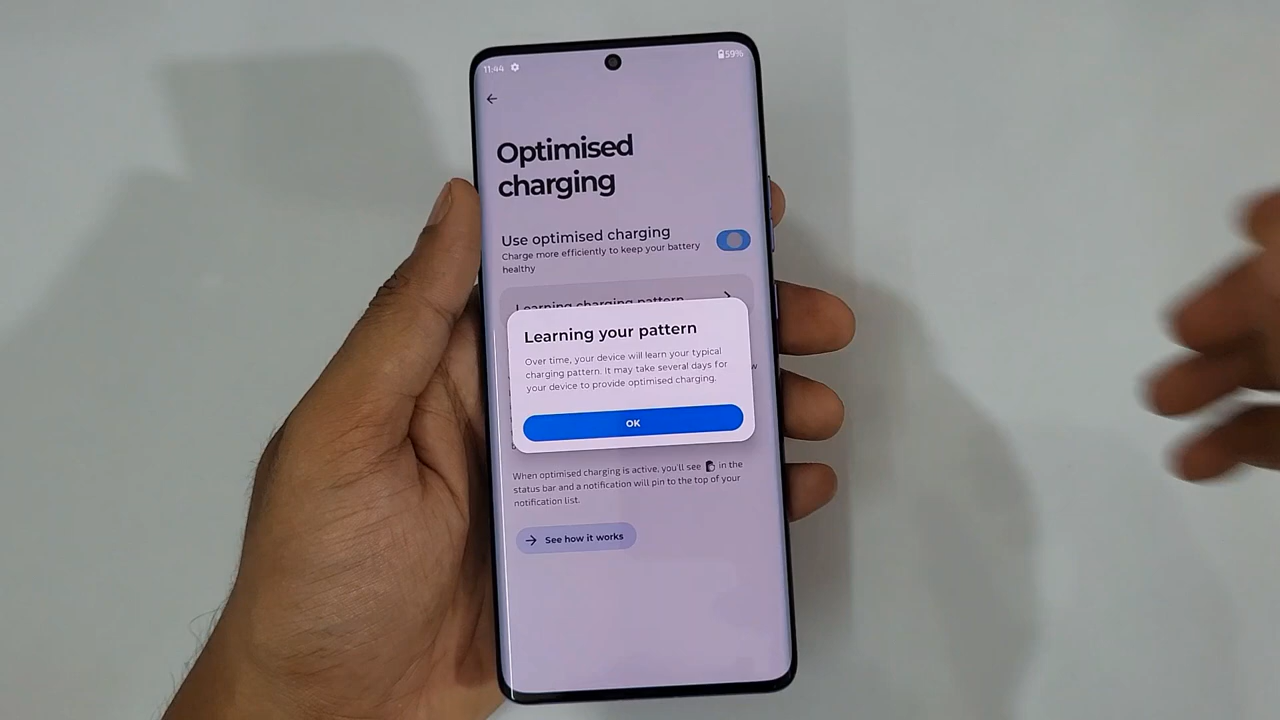 11:44
59%
Optimised
charging
Use optimised charging
Charge more efficiently to keep your battery
healthy
Learning charging pattern
Learning your pattern
Over time, your device will learn your typical
charging pattern. It may take several days for
your device to provide optimised charging.
OK
When optimised charging is active, you'll see in the
status bar and a notification will pin to the top of your
notification list.
See how it works